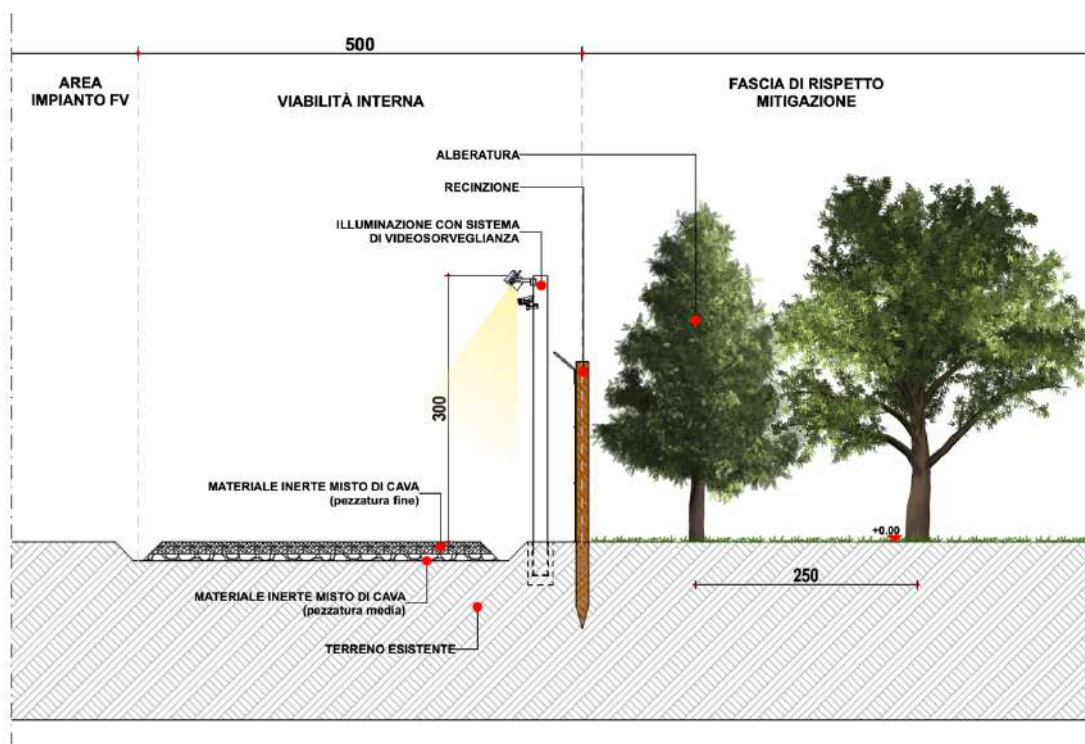 500
AREA
IMPIANTO FV
VIABILITÀ INTERNA
FASCIA DI RISPETTO
MITIGAZIONE
ALBERATURA
RECINZIONE
ILLUMINAZIONE CON SISTEMA
DI VIDEOSORVEGLIANZA
300
MATERIALE INERTE MISTO DI CAVA
(pezzatura fine)
+0.00
250
MATERIALE INERTE MISTO DI CAVA
(pezzatura media)
TERRENO ESISTENTE